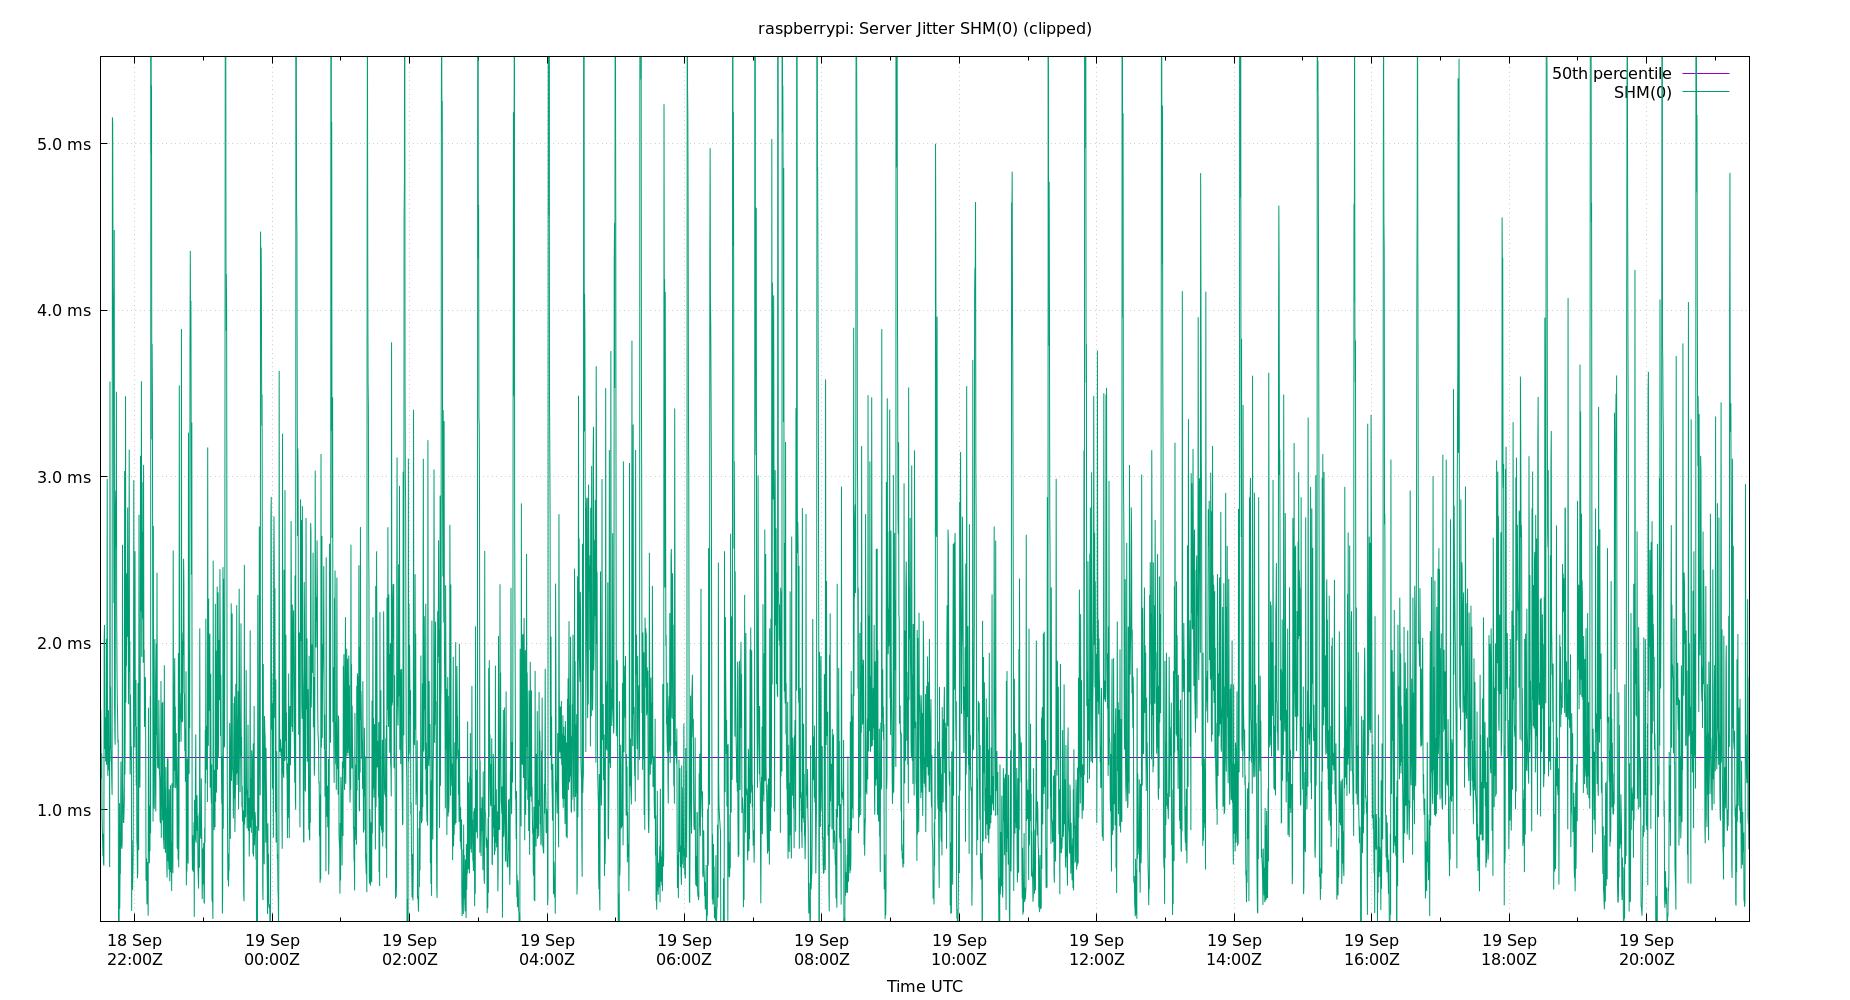 raspberrypi: Server Jitter SHM(0) (clipped)
50th percentile
SHM(0)
5.0 ms
4.0 ms
3.0 ms
2.0 ms
1.0 ms
18 Sep 19 Sep 19 Sep 19 Sep 19 Sep 19 Sep 19 Sep 19 Sep 19 Sep 19 Sep 19 Sep 19 Sep
22:00Z 00:00Z 02:00Z 04:00Z 06:00Z 08:00Z 10:00Z 12:00Z 14:00Z 16:00Z 18:00Z 20:00Z
Time UTC